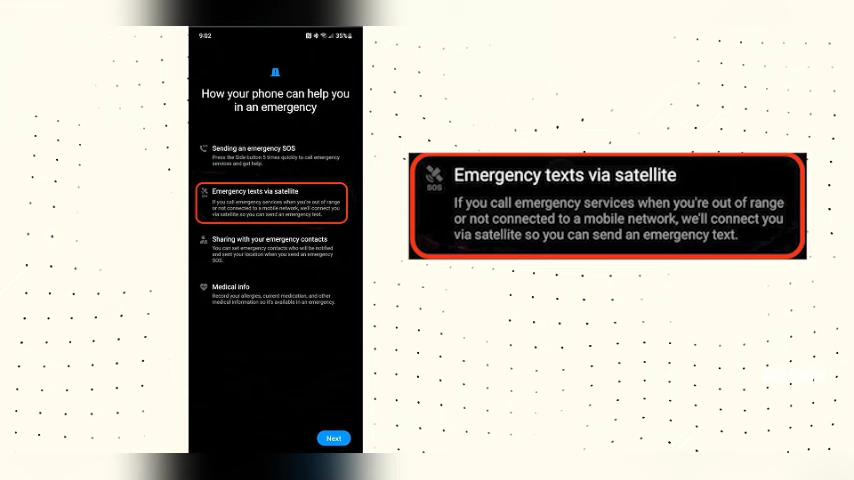 9:02
35%
How your phone can help you
in an emergency
Sending an emergency SOS
Press the Side button 5 times quickly to call emergency
services and get help.
Emergency texts via satellite
If you call emergency services when you're out of range
or not connected to a mobile network, we'll connect you
via satellite so you can send an emergency text.
Sharing with your emergency contacts
You can set emergency contacts who will be notified
and sent your location when you send an emergency
SOS.
Medical info
Record your allergies, current medication, and other
medical information so it's available in an emergency.
Next
SOS
Emergency texts via satellite
If you call emergency services when you're out of range
or not connected to a mobile network, we'll connect you
via satellite so you can send an emergency text.